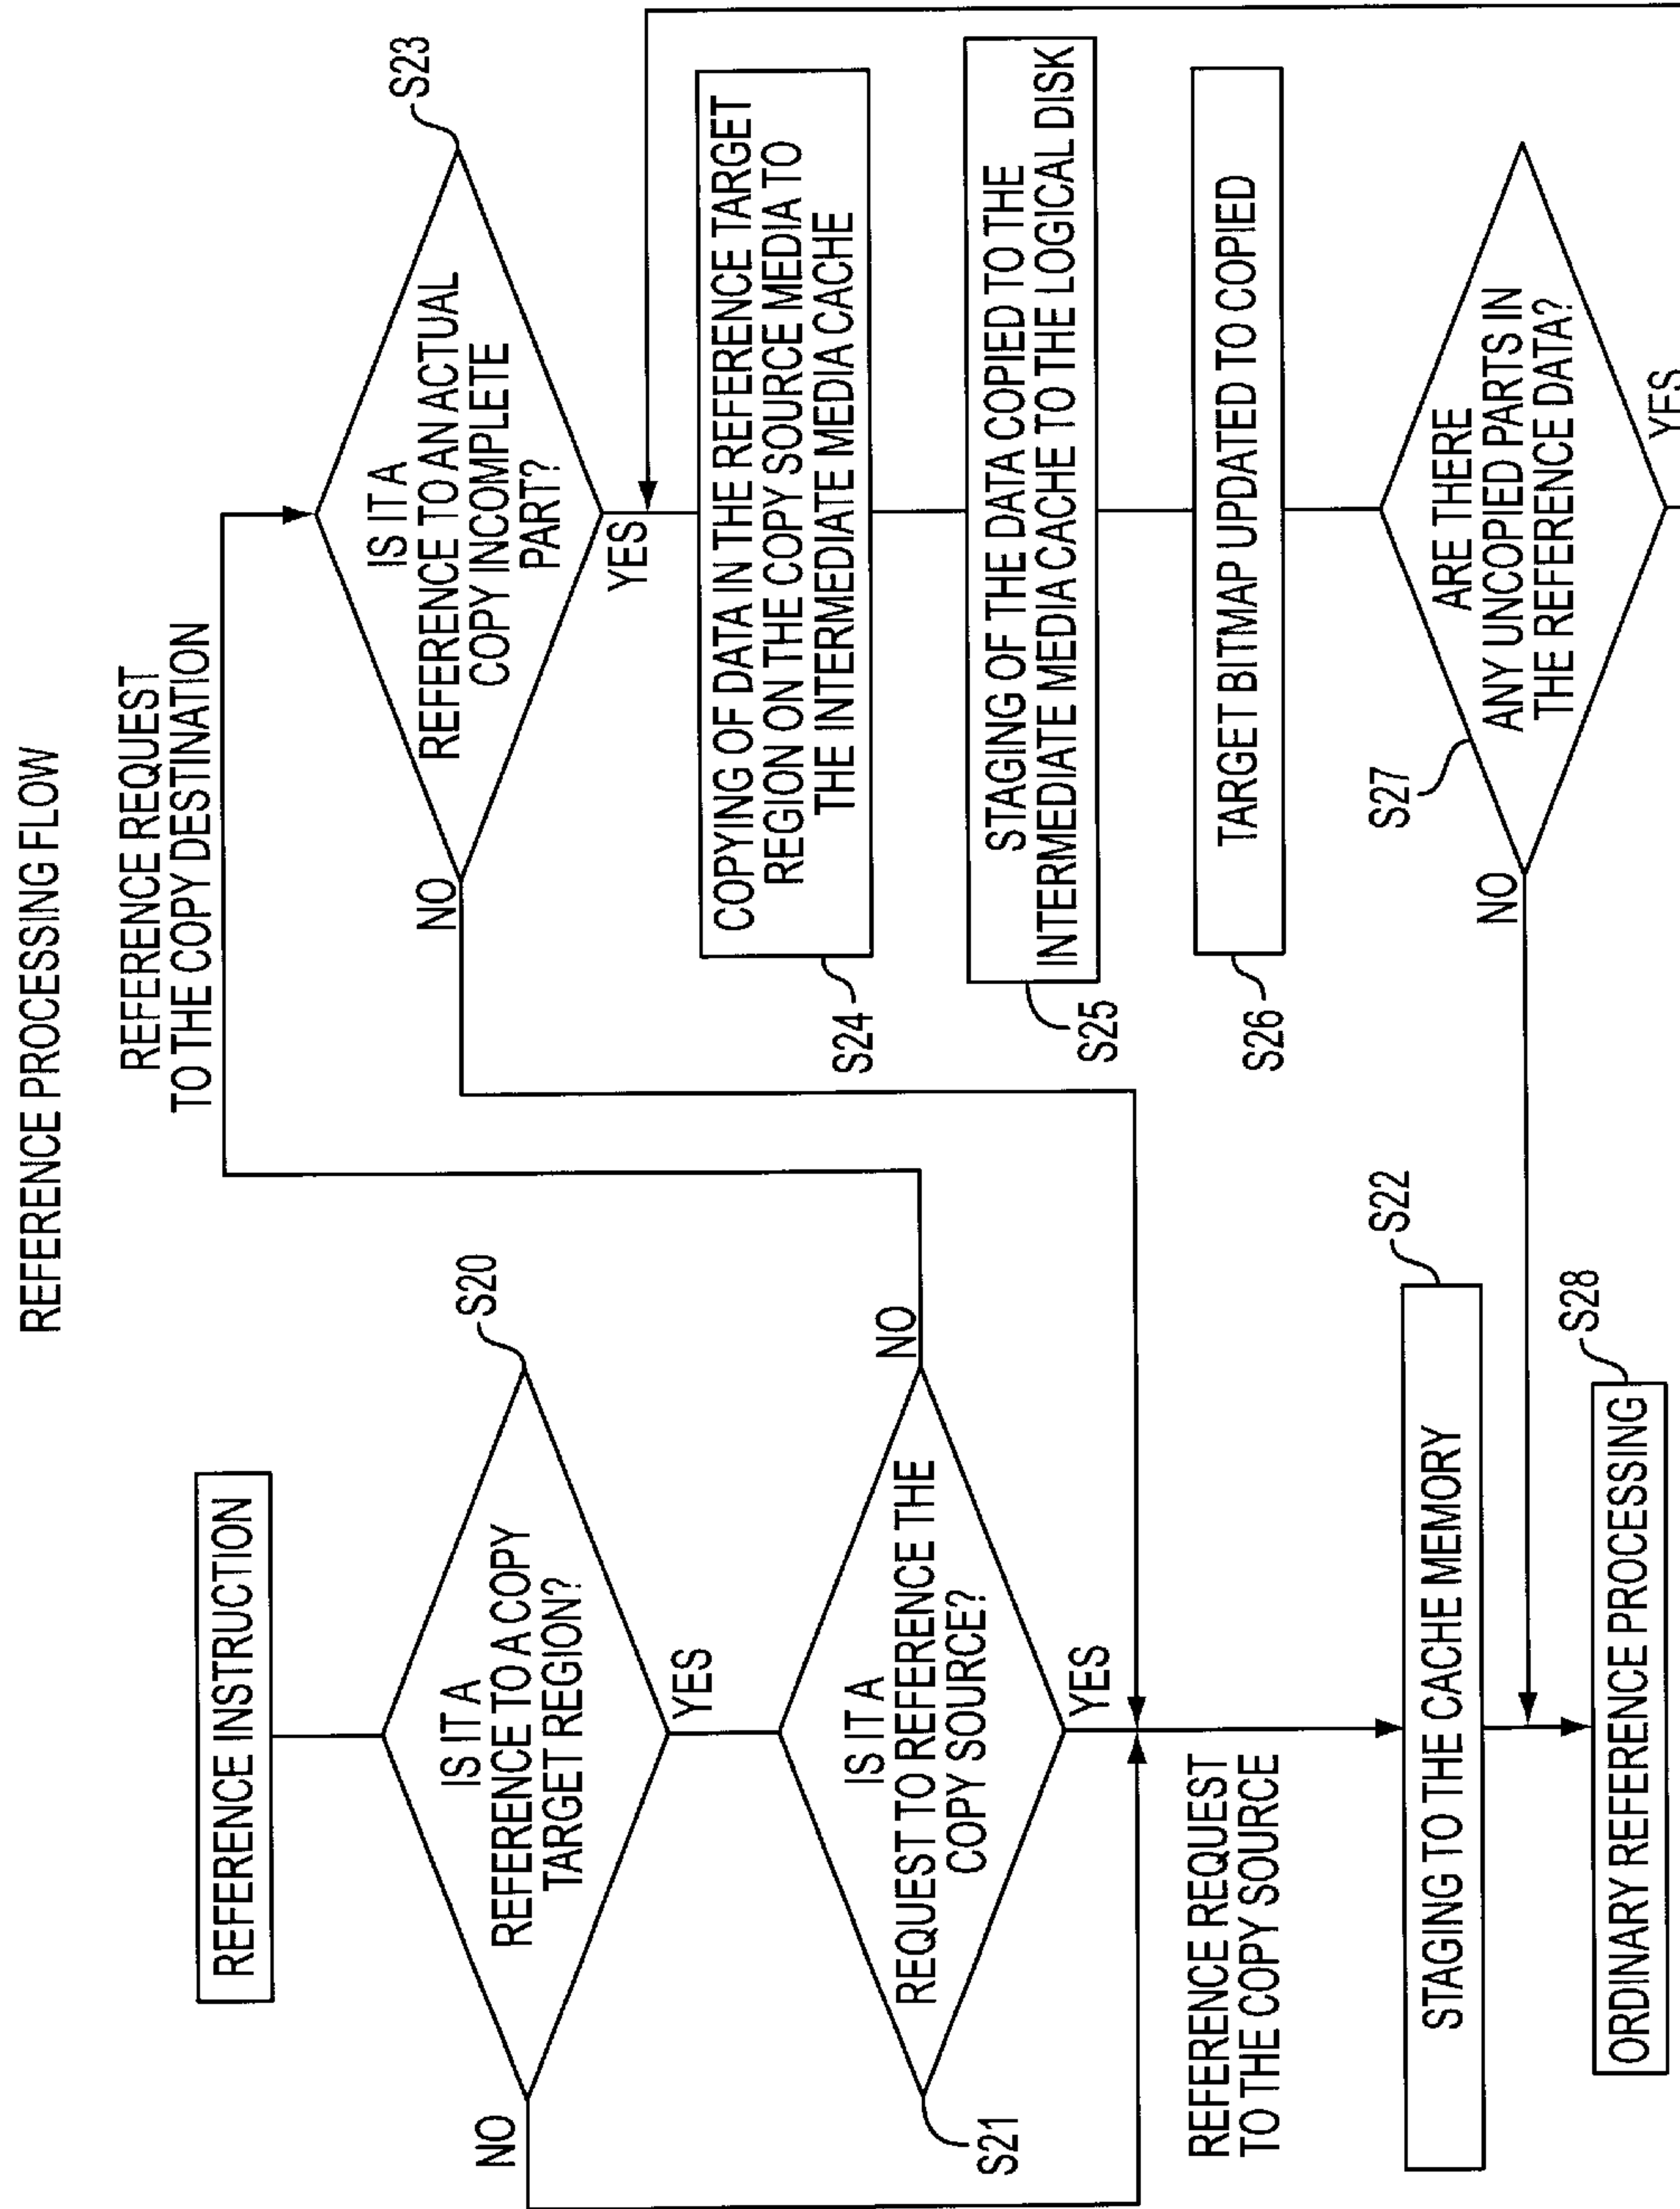 REFERENCE PROCESSING FLOW
REFERENCE INSTRUCTION
IS IT A
REFERENCE TO A COPY
TARGET REGION?
S20
NO
YES
IS IT A
REQUEST TO REFERENCE THE
COPY SOURCE?
S21
NO
YES
REFERENCE REQUEST
TO THE COPY SOURCE
STAGING TO THE CACHE MEMORY
S22
ORDINARY REFERENCE PROCESSING
S28
REFERENCE REQUEST
TO THE COPY DESTINATION
IS IT A
REFERENCE TO AN ACTUAL
COPY INCOMPLETE
PART?
S23
NO
YES
COPYING OF DATA IN THE REFERENCE TARGET
REGION ON THE COPY SOURCE MEDIA TO
THE INTERMEDIATE MEDIA CACHE
S24
STAGING OF THE DATA COPIED TO THE
INTERMEDIATE MEDIA CACHE TO THE LOGICAL DISK
S25
TARGET BITMAP UPDATED TO COPIED
S26
ARE THERE
ANY UNCOPIED PARTS IN
THE REFERENCE DATA?
S27
NO
YES